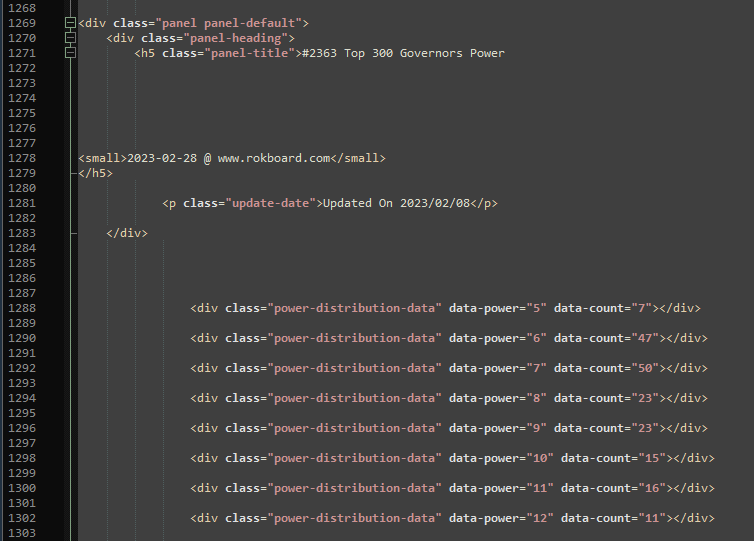 1268
1269 <div class="panel panel-default">
1270 <div class="panel-heading">
1271 <h5 class="panel-title">#2363 Top 300 Governors Power
1272
1273
1274
1275
1276
1277
1278 <small>2023-02-28 @ www.rokboard.com</small>
1279 </h5>
1280
1281 <p class="update-date">Updated On 2023/02/08</p>
1282
1283 </div>
1284
1285
1286
1287
1288 <div class="power-distribution-data" data-power="5" data-count="7"></div>
1289
1290 <div class="power-distribution-data" data-power="6" data-count="47"></div>
1291
1292 <div class="power-distribution-data" data-power="7" data-count="50"></div>
1293
1294 <div class="power-distribution-data" data-power="8" data-count="23"></div>
1295
1296 <div class="power-distribution-data" data-power="9" data-count="23"></div>
1297
1298 <div class="power-distribution-data" data-power="10" data-count="15"></div>
1299
1300 <div class="power-distribution-data" data-power="11" data-count="16"></div>
1301
1302 <div class="power-distribution-data" data-power="12" data-count="11"></div>
1303